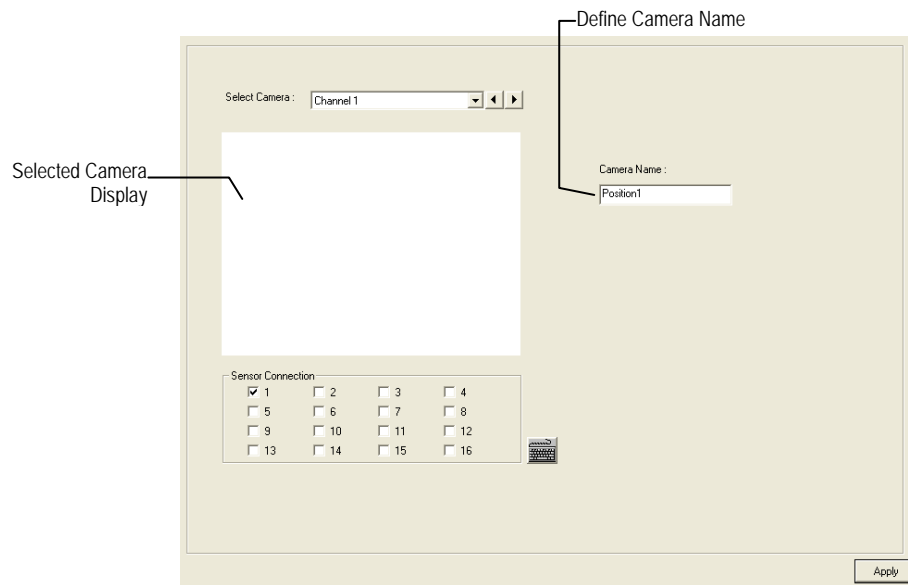 Define Camera Name
Select Camera :
Channel 1
Selected Camera
Display
Camera Name :
Position1
Sensor Connection
1 2 3 4
5 6 7 8
9 10 11 12
13 14 15 16
Apply